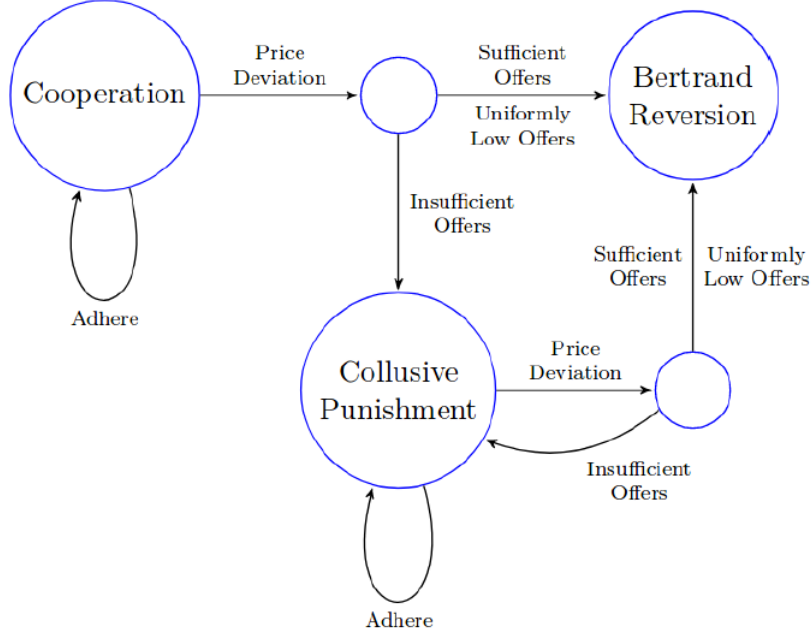 Cooperation
Price
Deviation
Sufficient
Offers
Uniformly
Low Offers
Bertrand
Reversion
Insufficient
Offers
Adhere
Sufficient
Offers
Uniformly
Low Offers
Collusive
Punishment
Price
Deviation
Insufficient
Offers
Adhere